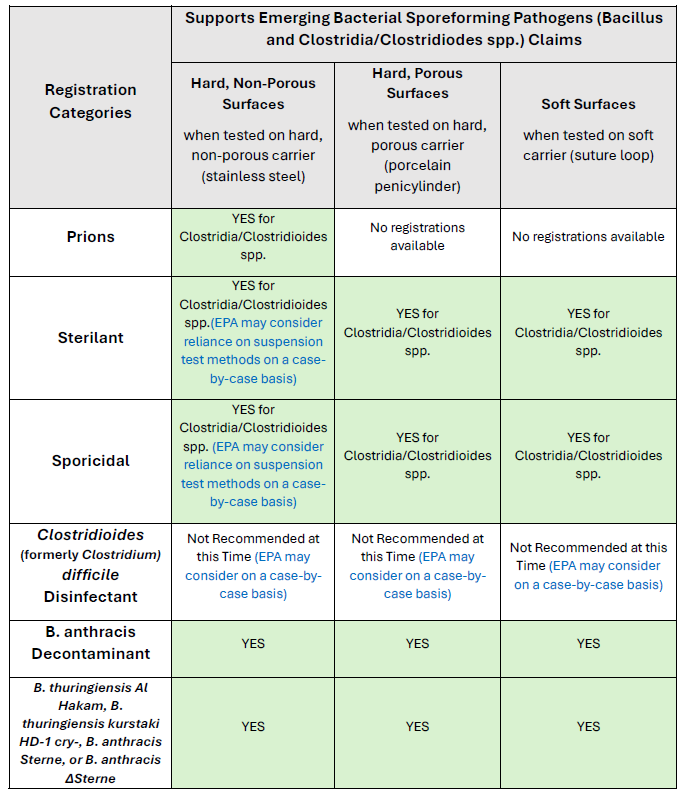 Registration
Categories
Supports Emerging Bacterial Sporeforming Pathogens (Bacillus
and Clostridia/Clostridiodes spp.) Claims
Hard, Non-Porous
Surfaces
when tested on hard,
non-porous carrier
(stainless steel)
Hard, Porous
Surfaces
when tested on hard,
porous carrier
(porcelain
penicylinder)
Soft Surfaces
when tested on soft
carrier (suture loop)
Prions
YES for
Clostridia/Clostridioides
spp.
No registrations
available
No registrations available
Sterilant
YES for
Clostridia/Clostridioides
spp.(EPA may consider
reliance on suspension
test methods on a case-
by-case basis)
YES for
Clostridia/Clostridioides
spp.
YES for
Clostridia/Clostridioides
spp.
Sporicidal
YES for
Clostridia/Clostridioides
spp. (EPA may consider
reliance on suspension
test methods on a case-
by-case basis)
YES for
Clostridia/Clostridioides
spp.
YES for
Clostridia/Clostridioides
spp.
Clostridioides
(formerly Clostridium)
difficile
Disinfectant
Not Recommended at
this Time (EPA may
consider on a case-by-
case basis)
Not Recommended at
this Time (EPA may
consider on a case-by-
case basis)
Not Recommended at this
Time (EPA may consider
on a case-by-case basis)
B. anthracis
Decontaminant
YES
YES
YES
B. thuringiensis Al
Hakam, B.
thuringiensis kurstaki
HD-1 cry-, B. anthracis
Sterne, or B. anthracis
ΔSterne
YES
YES
YES